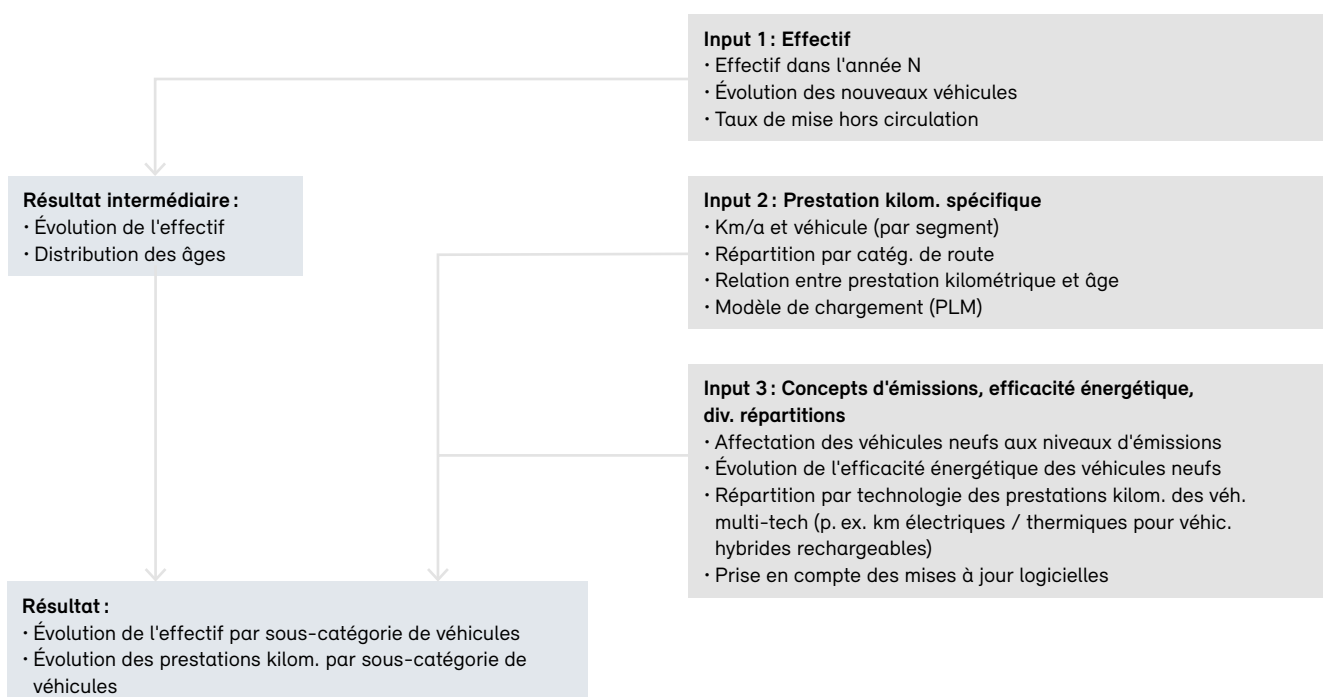 Input 1 : Effectif
· Effectif dans l'année N
· Évolution des nouveaux véhicules
· Taux de mise hors circulation
Résultat intermédiaire :
· Évolution de l'effectif
· Distribution des âges
Input 2 : Prestation kilom. spécifique
· Km/a et véhicule (par segment)
· Répartition par catég. de route
· Relation entre prestation kilométrique et âge
· Modèle de chargement (PLM)
Input 3 : Concepts d'émissions, efficacité énergétique,
div. répartitions
· Affectation des véhicules neufs aux niveaux d'émissions
· Évolution de l'efficacité énergétique des véhicules neufs
· Répartition par technologie des prestations kilom. des véh.
multi-tech (p. ex. km électriques / thermiques pour véhic.
hybrides rechargeables)
· Prise en compte des mises à jour logicielles
Résultat :
· Évolution de l'effectif par sous-catégorie de véhicules
· Évolution des prestations kilom. par sous-catégorie de
véhicules